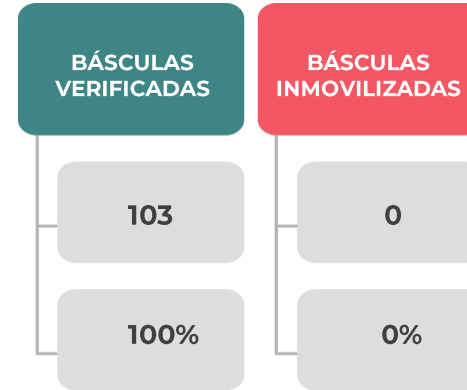 BÁSCULAS
VERIFICADAS
103
100%
BÁSCULAS
INMOVILIZADAS
0
0%